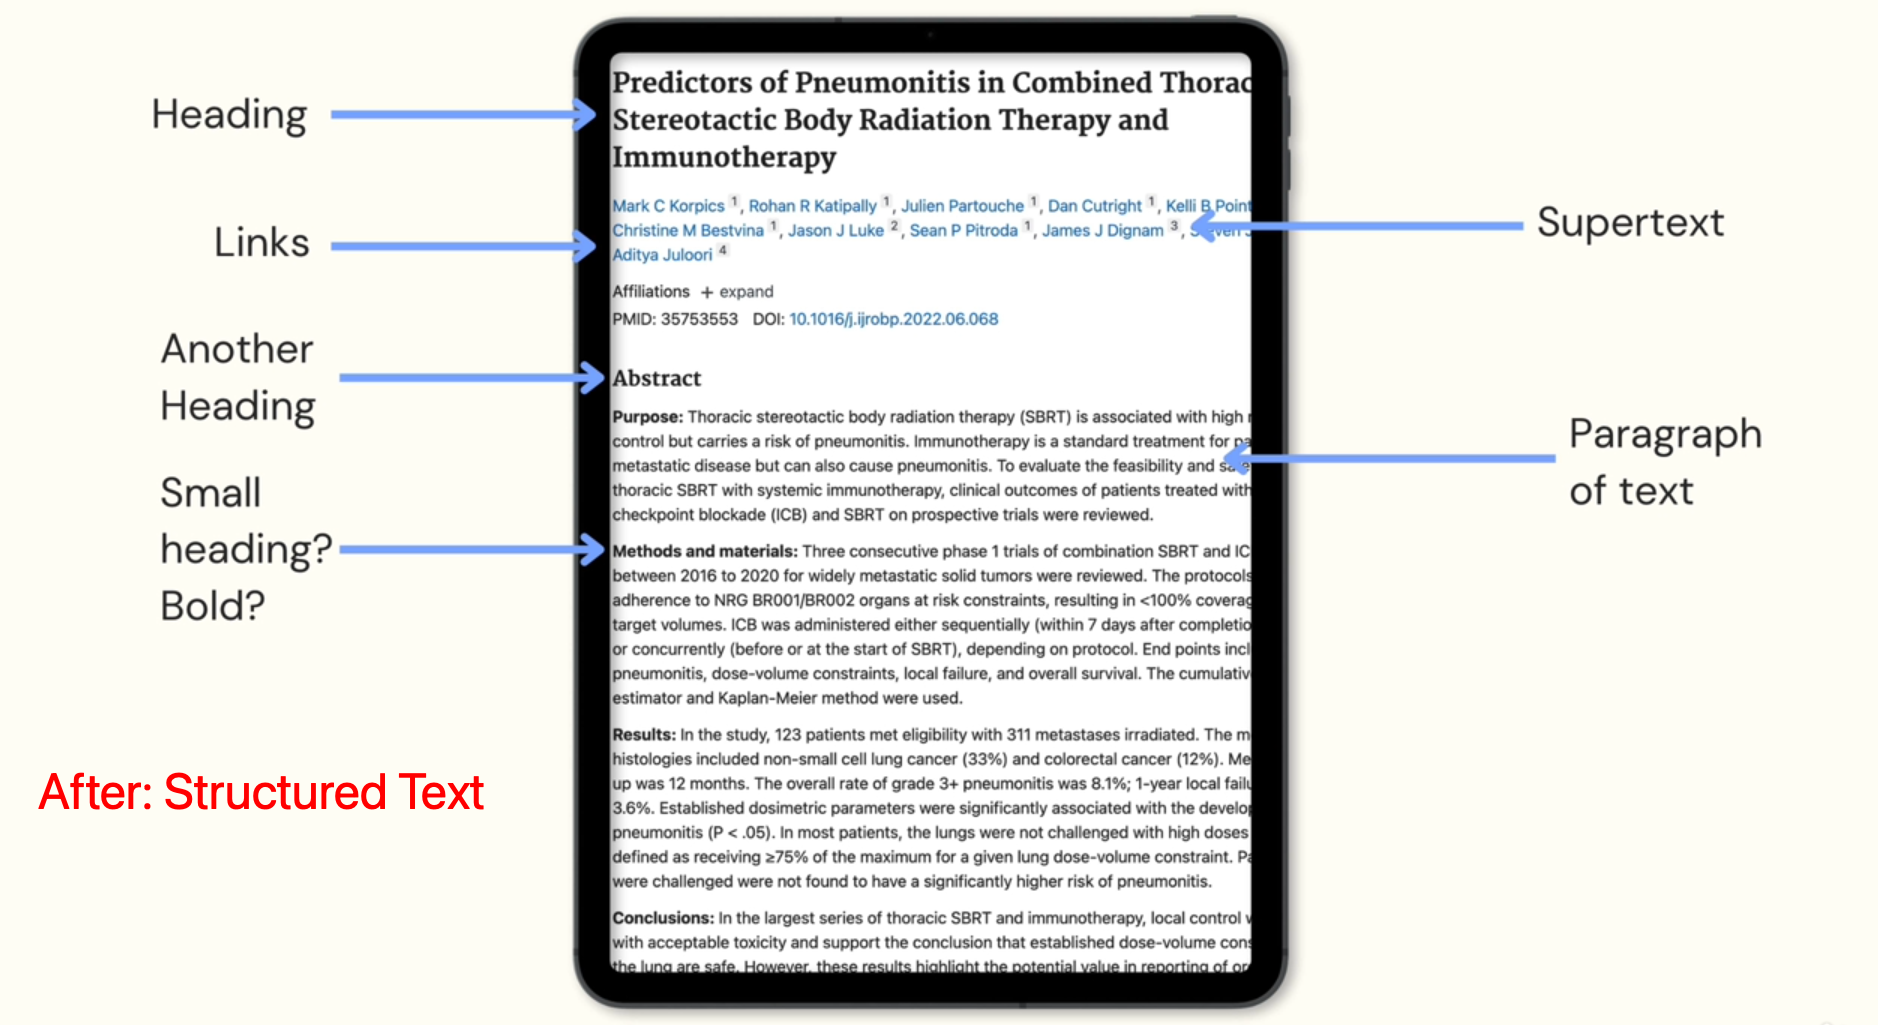 Heading
Links
Another
Heading
Small
heading?
Bold?
After: Structured Text
Predictors of Pneumonitis in Combined Thorac
Stereotactic Body Radiation Therapy and
Immunotherapy
Mark C Korpics 1, Rohan R Katipally 1, Julien Partouche 1, Dan Cutright 1, Kelli B Point
Christine M Bestvina 1, Jason J Luke 2, Sean P Pitroda 1, James J Dignam 3, Steven J
Aditya Juloori 4
Affiliations + expand
PMID: 35753553 DOI: 10.1016/j.ijrobp.2022.06.068
Abstract
Purpose: Thoracic stereotactic body radiation therapy (SBRT) is associated with high
control but carries a risk of pneumonitis. Immunotherapy is a standard treatment for pa
metastatic disease but can also cause pneumonitis. To evaluate the feasibility and safe
thoracic SBRT with systemic immunotherapy, clinical outcomes of patients treated with
checkpoint blockade (ICB) and SBRT on prospective trials were reviewed.
Methods and materials: Three consecutive phase 1 trials of combination SBRT and IC
between 2016 to 2020 for widely metastatic solid tumors were reviewed. The protocols
adherence to NRG BR001/BR002 organs at risk constraints, resulting in <100% coverag
target volumes. ICB was administered either sequentially (within 7 days after completio
or concurrently (before or at the start of SBRT), depending on protocol. End points incl
pneumonitis, dose-volume constraints, local failure, and overall survival. The cumulativ
estimator and Kaplan-Meier method were used.
Results: In the study, 123 patients met eligibility with 311 metastases irradiated. The m
histologies included non-small cell lung cancer (33%) and colorectal cancer (12%). Me
up was 12 months. The overall rate of grade 3+ pneumonitis was 8.1%; 1-year local failu
3.6%. Established dosimetric parameters were significantly associated with the develop
pneumonitis (P < .05). In most patients, the lungs were not challenged with high doses
defined as receiving ≥75% of the maximum for a given lung dose-volume constraint. Pa
were challenged were not found to have a significantly higher risk of pneumonitis.
Conclusions: In the largest series of thoracic SBRT and immunotherapy, local control w
with acceptable toxicity and support the conclusion that established dose-volume cons
the lung are safe. However, these results highlight the potential value in reporting of or
Supertext
Paragraph
of text